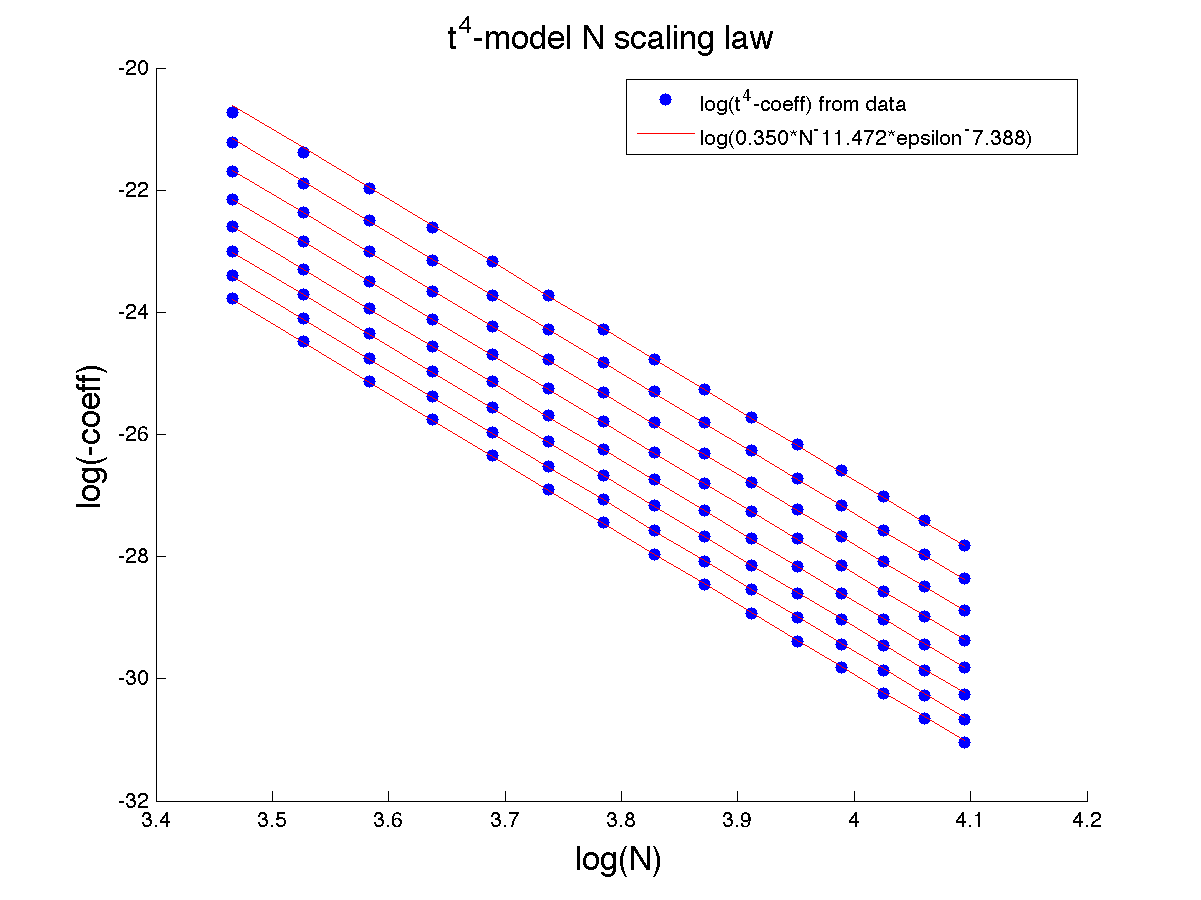 t^4-model N scaling law
log(t^4-coeff) from data
log(0.350*N^-11.472*epsilon^-7.388)
log(-coeff)
-20
-22
-24
-26
-28
-30
-32
3.4 3.5 3.6 3.7 3.8 3.9 4 4.1 4.2
log(N)